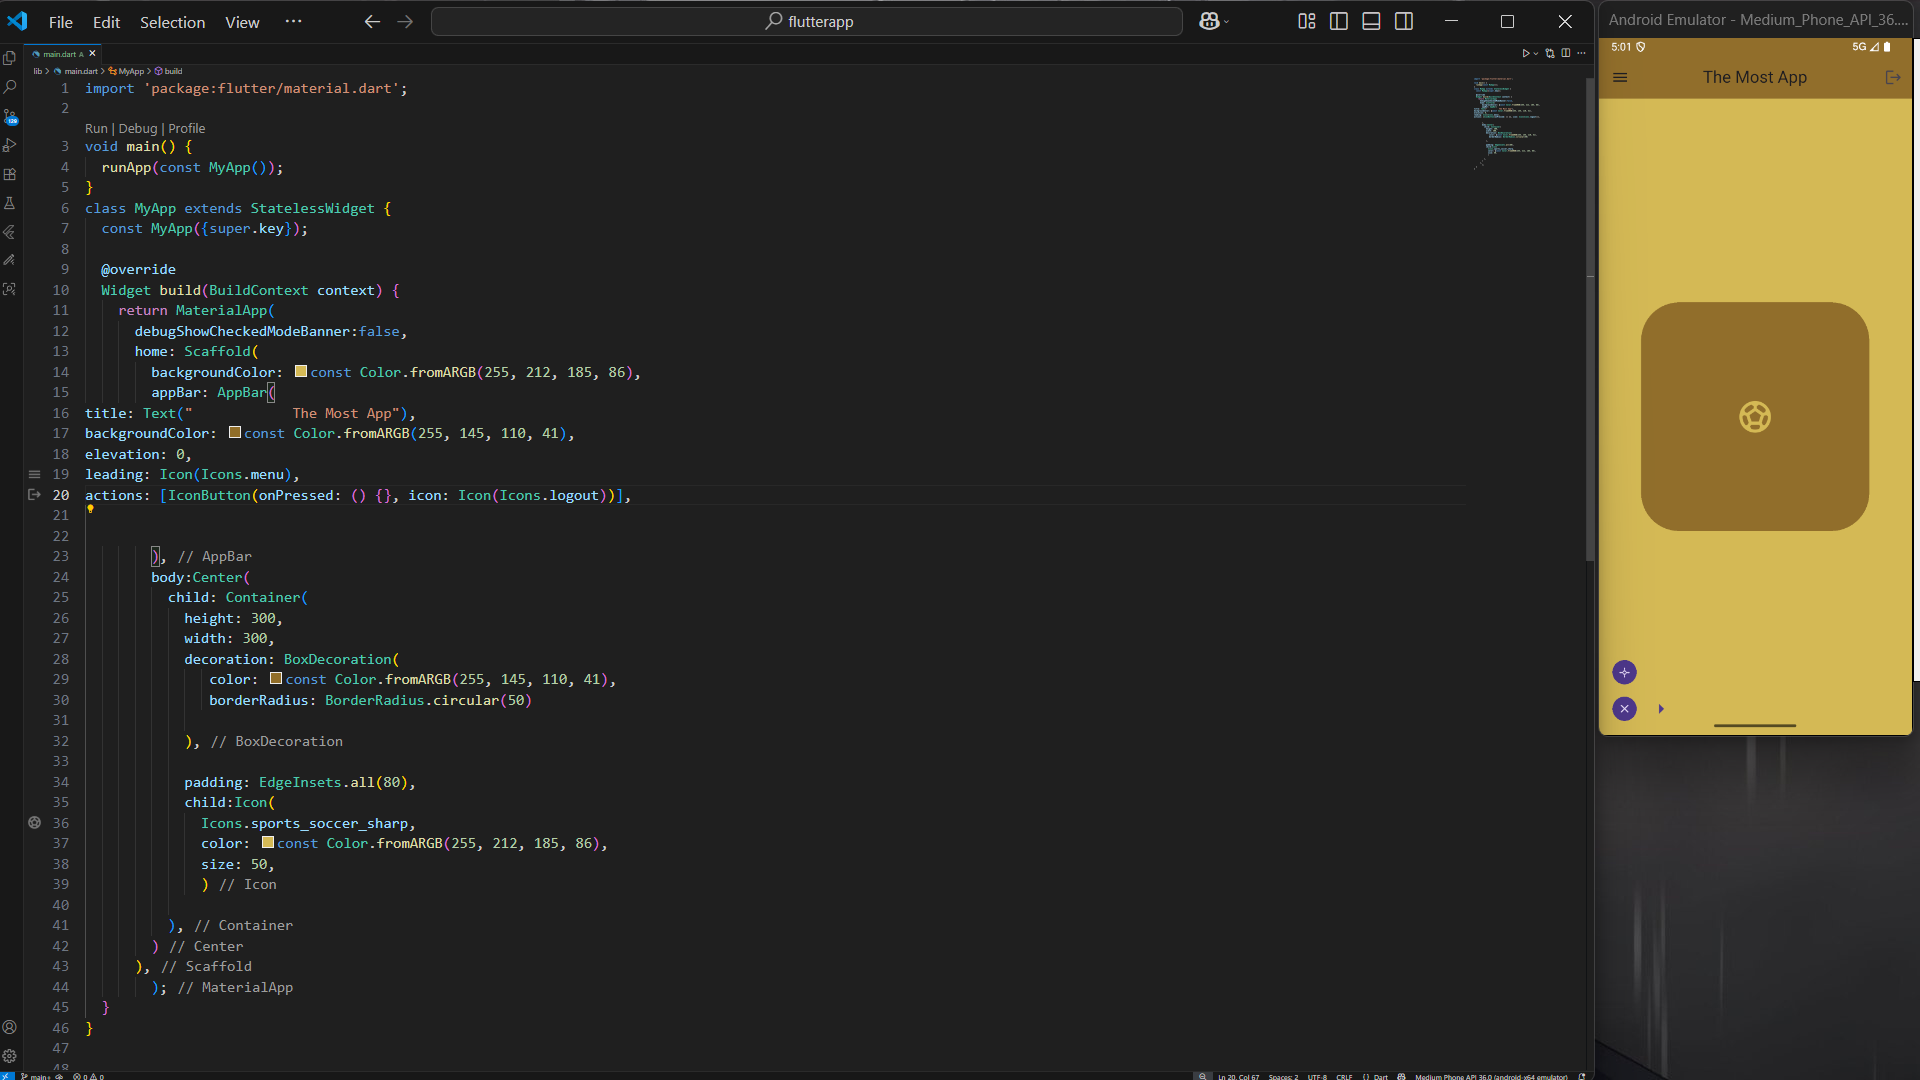 File Edit Selection View ··· flutterapp
main.dart A
lib > main.dart > MyApp > build
1 import 'package:flutter/material.dart';
2
Run | Debug | Profile
3 void main() {
4 runApp(const MyApp());
5 }
6 class MyApp extends StatelessWidget {
7 const MyApp({super.key});
8
9 @override
10 Widget build(BuildContext context) {
11 return MaterialApp(
12 debugShowCheckedModeBanner:false,
13 home: Scaffold(
14 backgroundColor: const Color.fromARGB(255, 212, 185, 86),
15 appBar: AppBar(
16 title: Text("            The Most App"),
17 backgroundColor: const Color.fromARGB(255, 145, 110, 41),
18 elevation: 0,
19 leading: Icon(Icons.menu),
20 actions: [IconButton(onPressed: () {}, icon: Icon(Icons.logout))],
21
22
23 ), // AppBar
24 body:Center(
25 child: Container(
26 height: 300,
27 width: 300,
28 decoration: BoxDecoration(
29 color: const Color.fromARGB(255, 145, 110, 41),
30 borderRadius: BorderRadius.circular(50)
31
32 ), // BoxDecoration
33
34 padding: EdgeInsets.all(80),
35 child:Icon(
36 Icons.sports_soccer_sharp,
37 color: const Color.fromARGB(255, 212, 185, 86),
38 size: 50,
39 ) // Icon
40
41 ), // Container
42 ) // Center
43 ), // Scaffold
44 ); // MaterialApp
45 }
46 }
47
48
main+ 0 0 Ln 20, Col 67 Spaces: 2 UTF-8 CRLF {} Dart Medium Phone API 36.0 (android-x64 emulator)
Android Emulator - Medium_Phone_API_36....
5:01 5G
The Most App